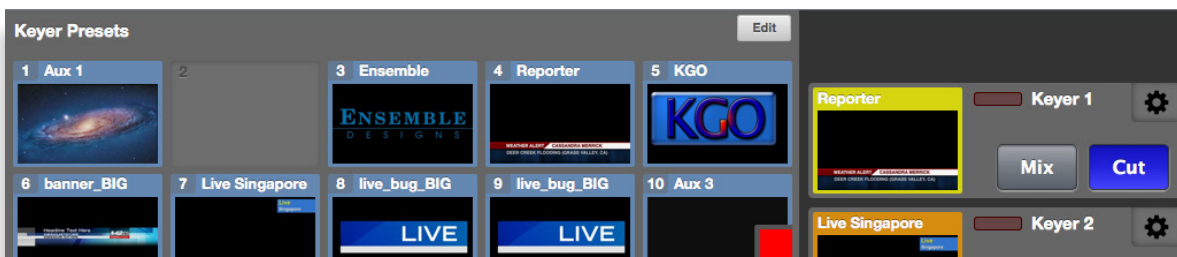 Keyer Presets
Edit
1 Aux 1
2
3 Ensemble
4 Reporter
5 KGO
ENSEMBLE
DESIGNS
WEATHER ALERT CASSANDRA MERRICK
DEER CREEK FLOODING (GRASS VALLEY, CA)
KGO
6 banner_BIG
7 Live Singapore
8 live_bug_BIG
9 live_bug_BIG
10 Aux 3
Headline Text Here
Live
Singapore
LIVE
LIVE
Reporter
Keyer 1
WEATHER ALERT CASSANDRA MERRICK
DEER CREEK FLOODING (GRASS VALLEY, CA)
Mix
Cut
Live Singapore
Keyer 2
Live
Singapore